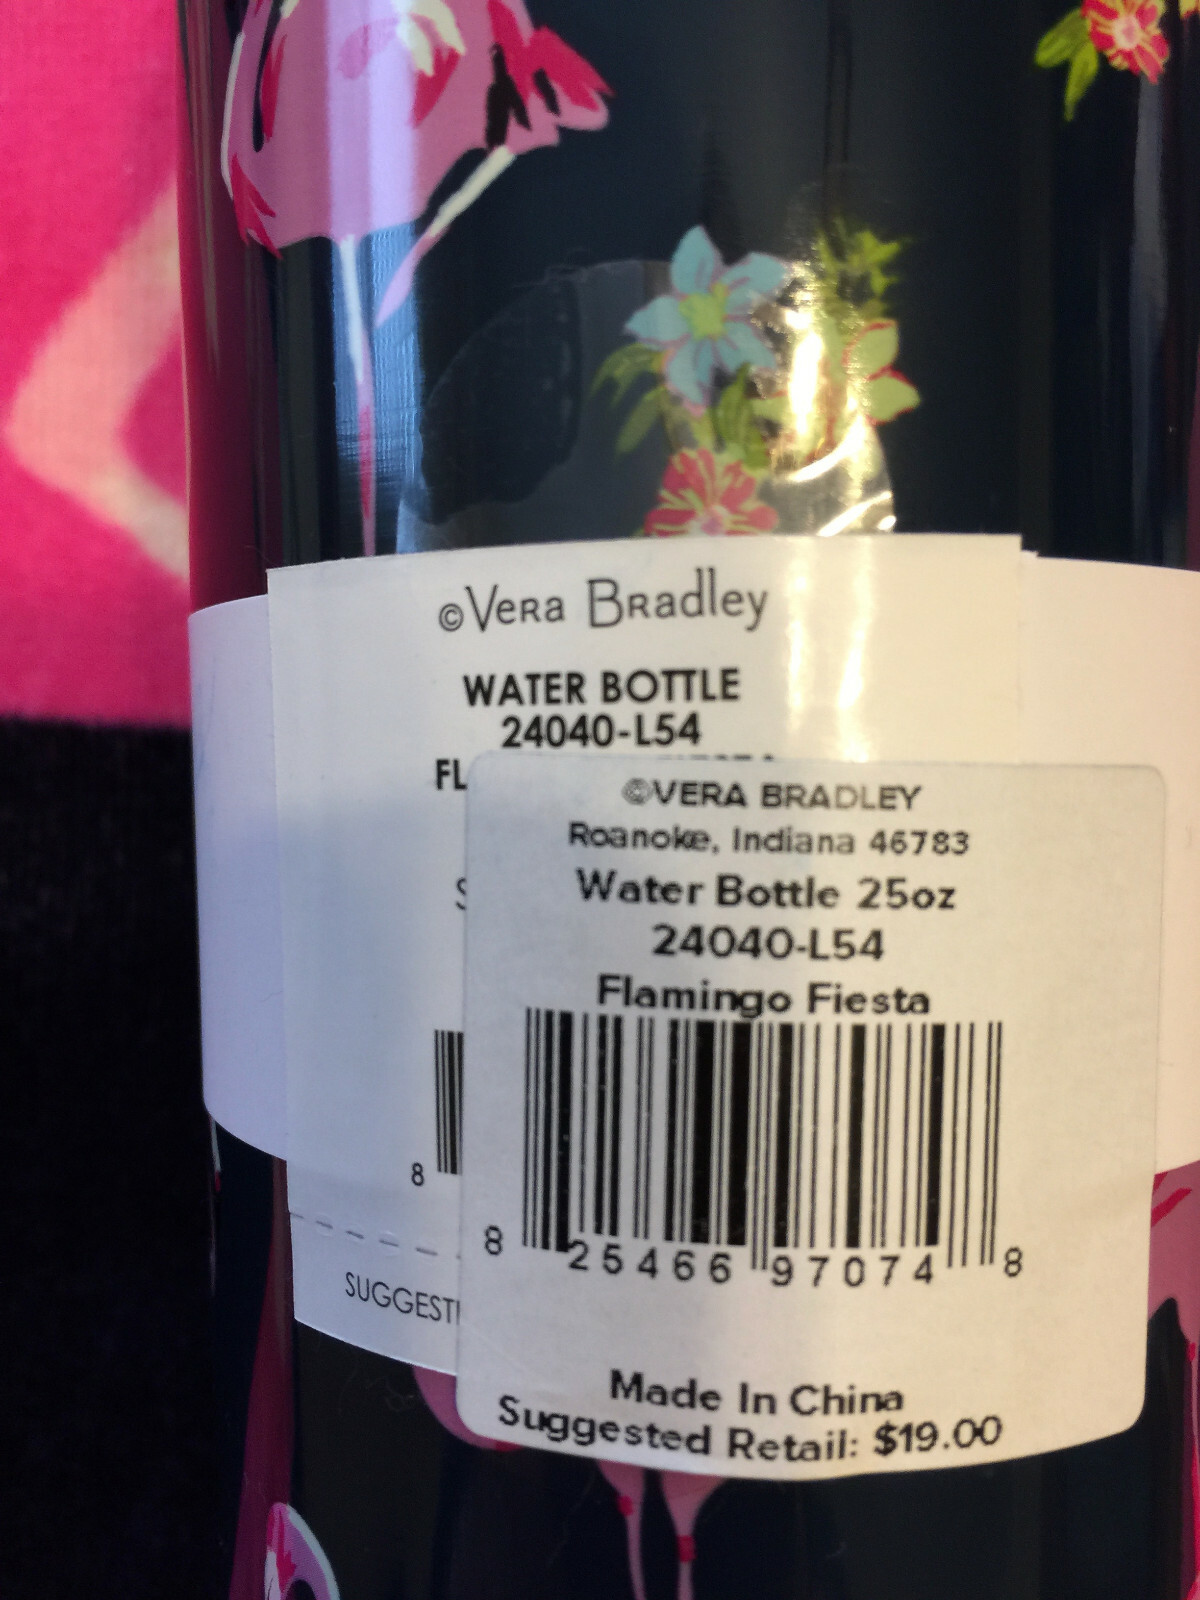 ©Vera Bradley
WATER BOTTLE
24040-L54
FL
©VERA BRADLEY
Roanoke, Indiana 46783
Water Bottle 25oz
24040-L54
Flamingo Fiesta
8
8 25466 97074 8
SUGGEST
Made In China
Suggested Retail: $19.00